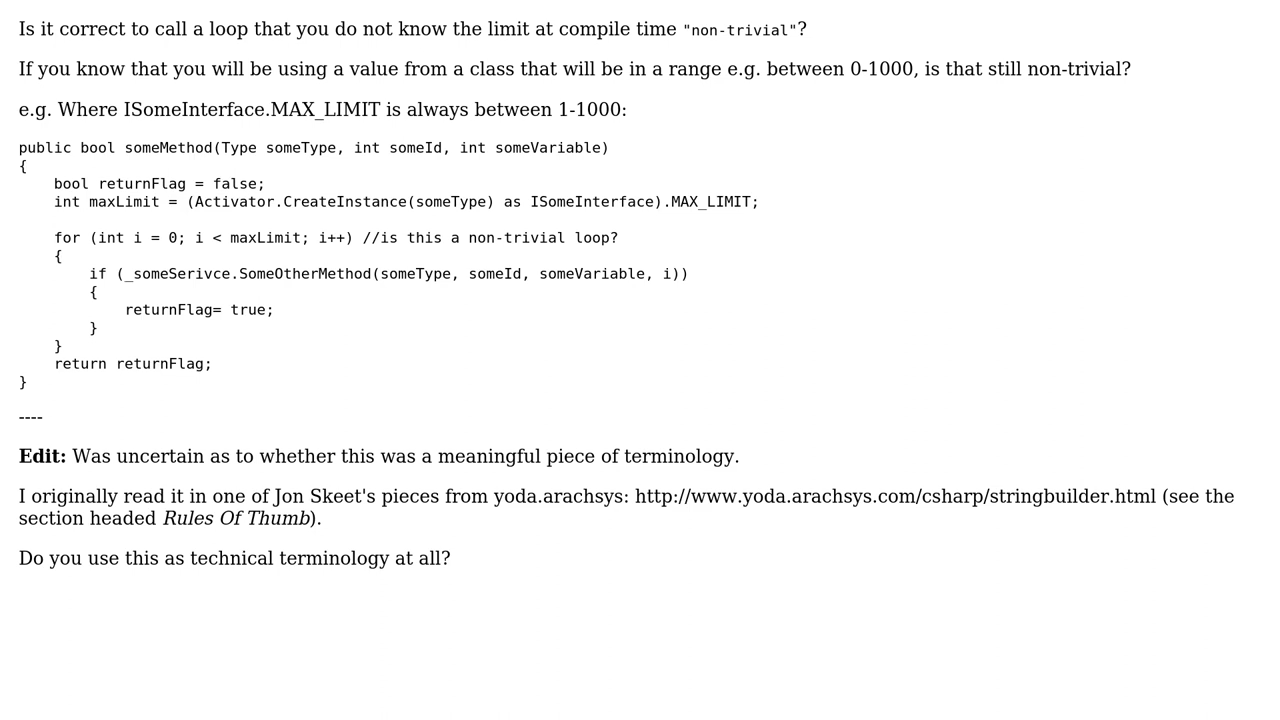 Is it correct to call a loop that you do not know the limit at compile time "non-trivial"?
If you know that you will be using a value from a class that will be in a range e.g. between 0-1000, is that still non-trivial?
e.g. Where ISomeInterface.MAX_LIMIT is always between 1-1000:
public bool someMethod(Type someType, int someId, int someVariable)
{
    bool returnFlag = false;
    int maxLimit = (Activator.CreateInstance(someType) as ISomeInterface).MAX_LIMIT;
    for (int i = 0; i < maxLimit; i++) //is this a non-trivial loop?
    {
        if (_someSerivce.SomeOtherMethod(someType, someId, someVariable, i))
        {
            returnFlag= true;
        }
    }
    return returnFlag;
}
----
Edit: Was uncertain as to whether this was a meaningful piece of terminology.
I originally read it in one of Jon Skeet's pieces from yoda.arachsys: http://www.yoda.arachsys.com/csharp/stringbuilder.html (see the
section headed Rules Of Thumb).
Do you use this as technical terminology at all?